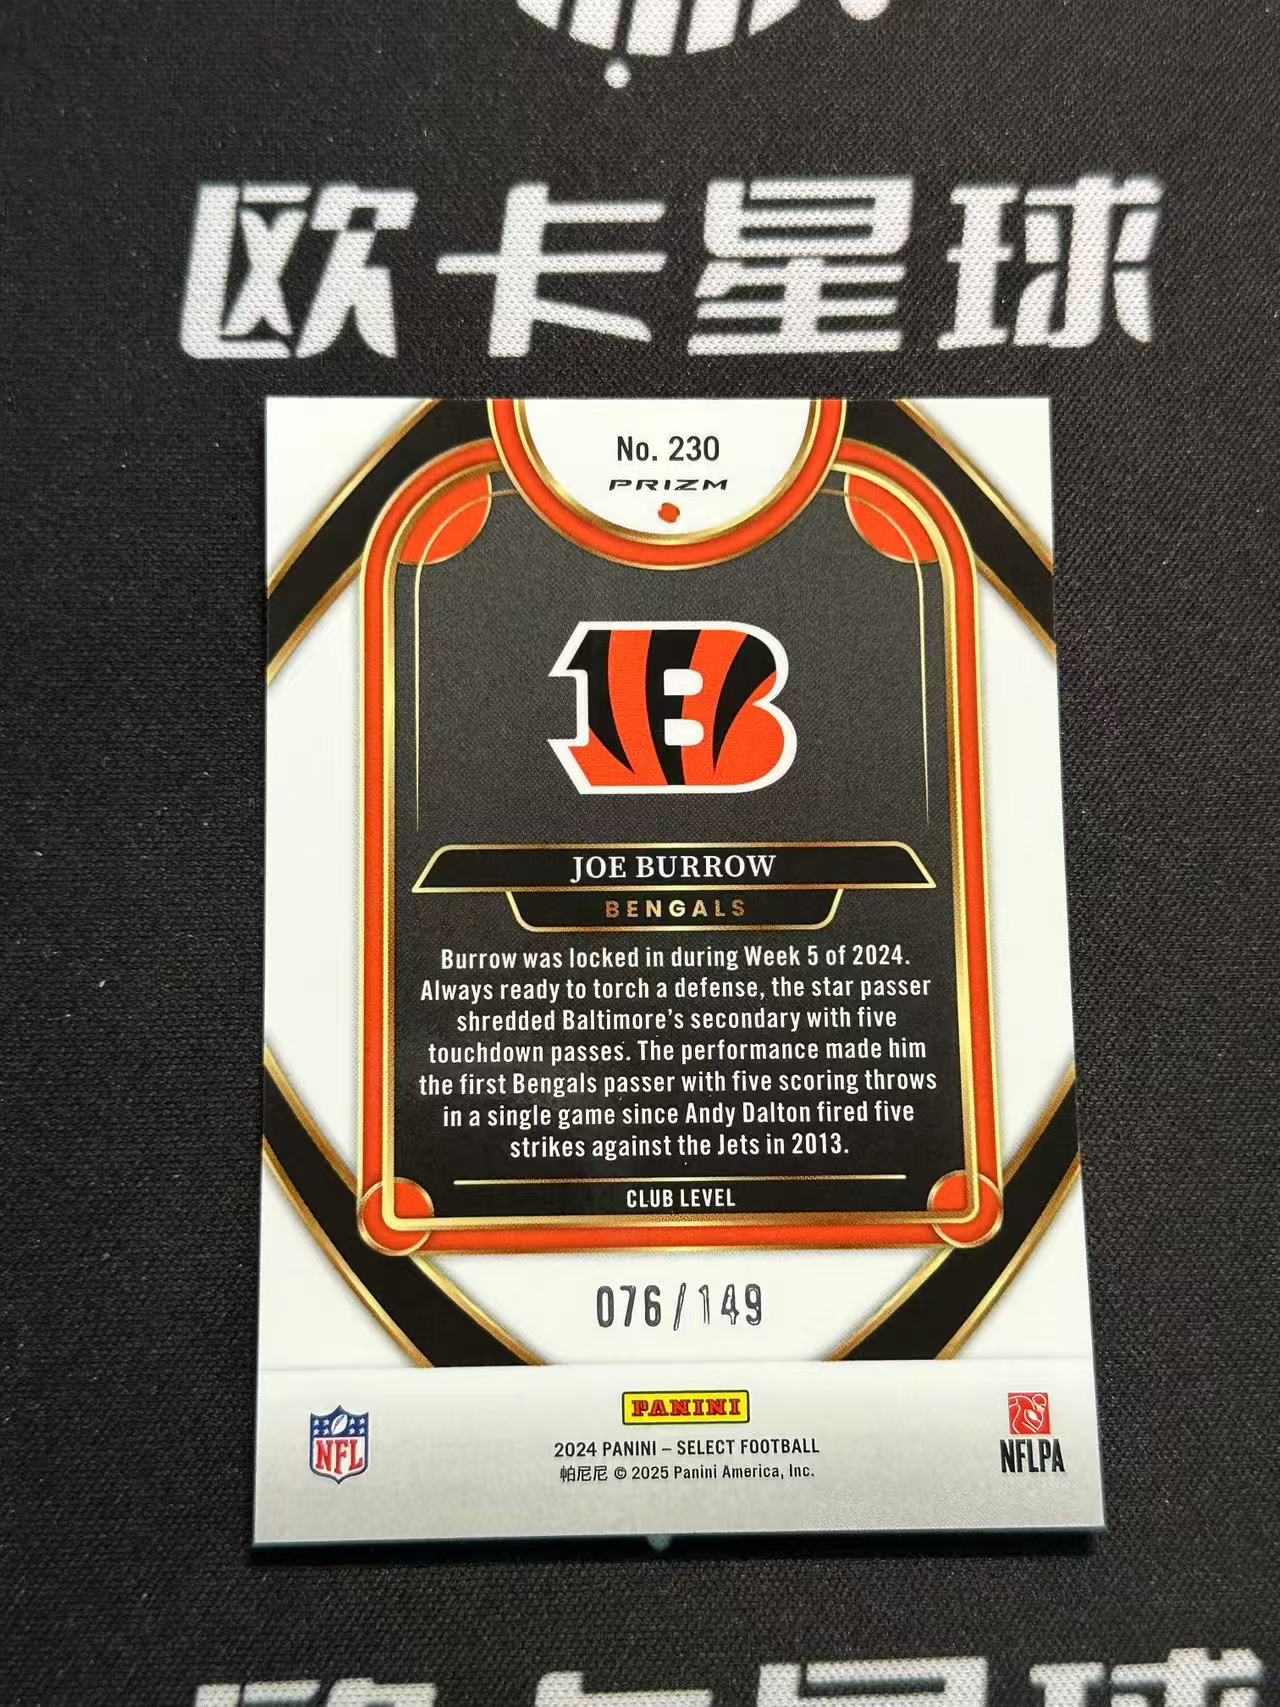 欧卡星球
No. 230
PRIZM
JOE BURROW
BENGALS
Burrow was locked in during Week 5 of 2024.
Always ready to torch a defense, the star passer
shredded Baltimore's secondary with five
touchdown passes. The performance made him
the first Bengals passer with five scoring throws
in a single game since Andy Dalton fired five
strikes against the Jets in 2013.
CLUB LEVEL
076/149
PANINI
NFL
2024 PANINI – SELECT FOOTBALL
帕尼尼 © 2025 Panini America, Inc.
NFLPA